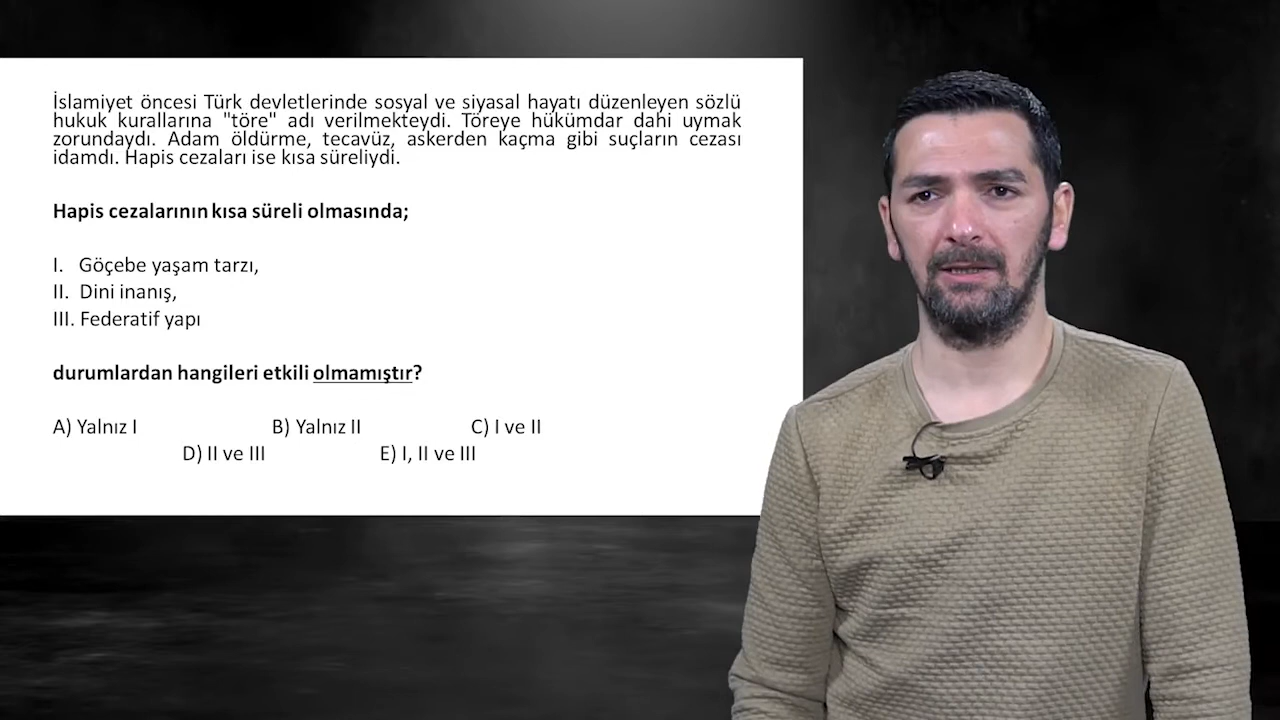 İslamiyet öncesi Türk devletlerinde sosyal ve siyasal hayatı düzenleyen sözlü
hukuk kurallarına "töre" adı verilmekteydi. Töreye hükümdar dahi uymak
zorundaydı. Adam öldürme, tecavüz, askerden kaçma gibi suçların cezası
idamdı. Hapis cezaları ise kısa süreliydi.
Hapis cezalarının kısa süreli olmasında;
I. Göçebe yaşam tarzı,
II. Dini inanış,
III. Federatif yapı
durumlardan hangileri etkili olmamıştır?
A) Yalnız I B) Yalnız II C) I ve II
D) II ve III E) I, II ve III